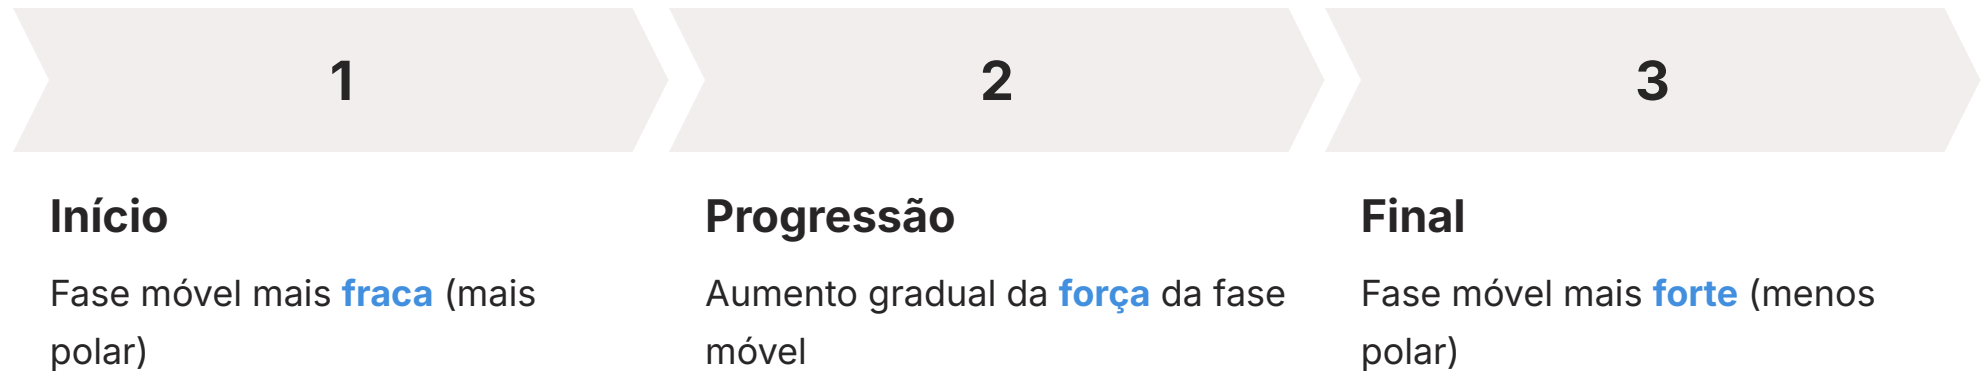 1
2
3
Início
Fase móvel mais fraca (mais
polar)
Progressão
Aumento gradual da força da fase
móvel
Final
Fase móvel mais forte (menos
polar)